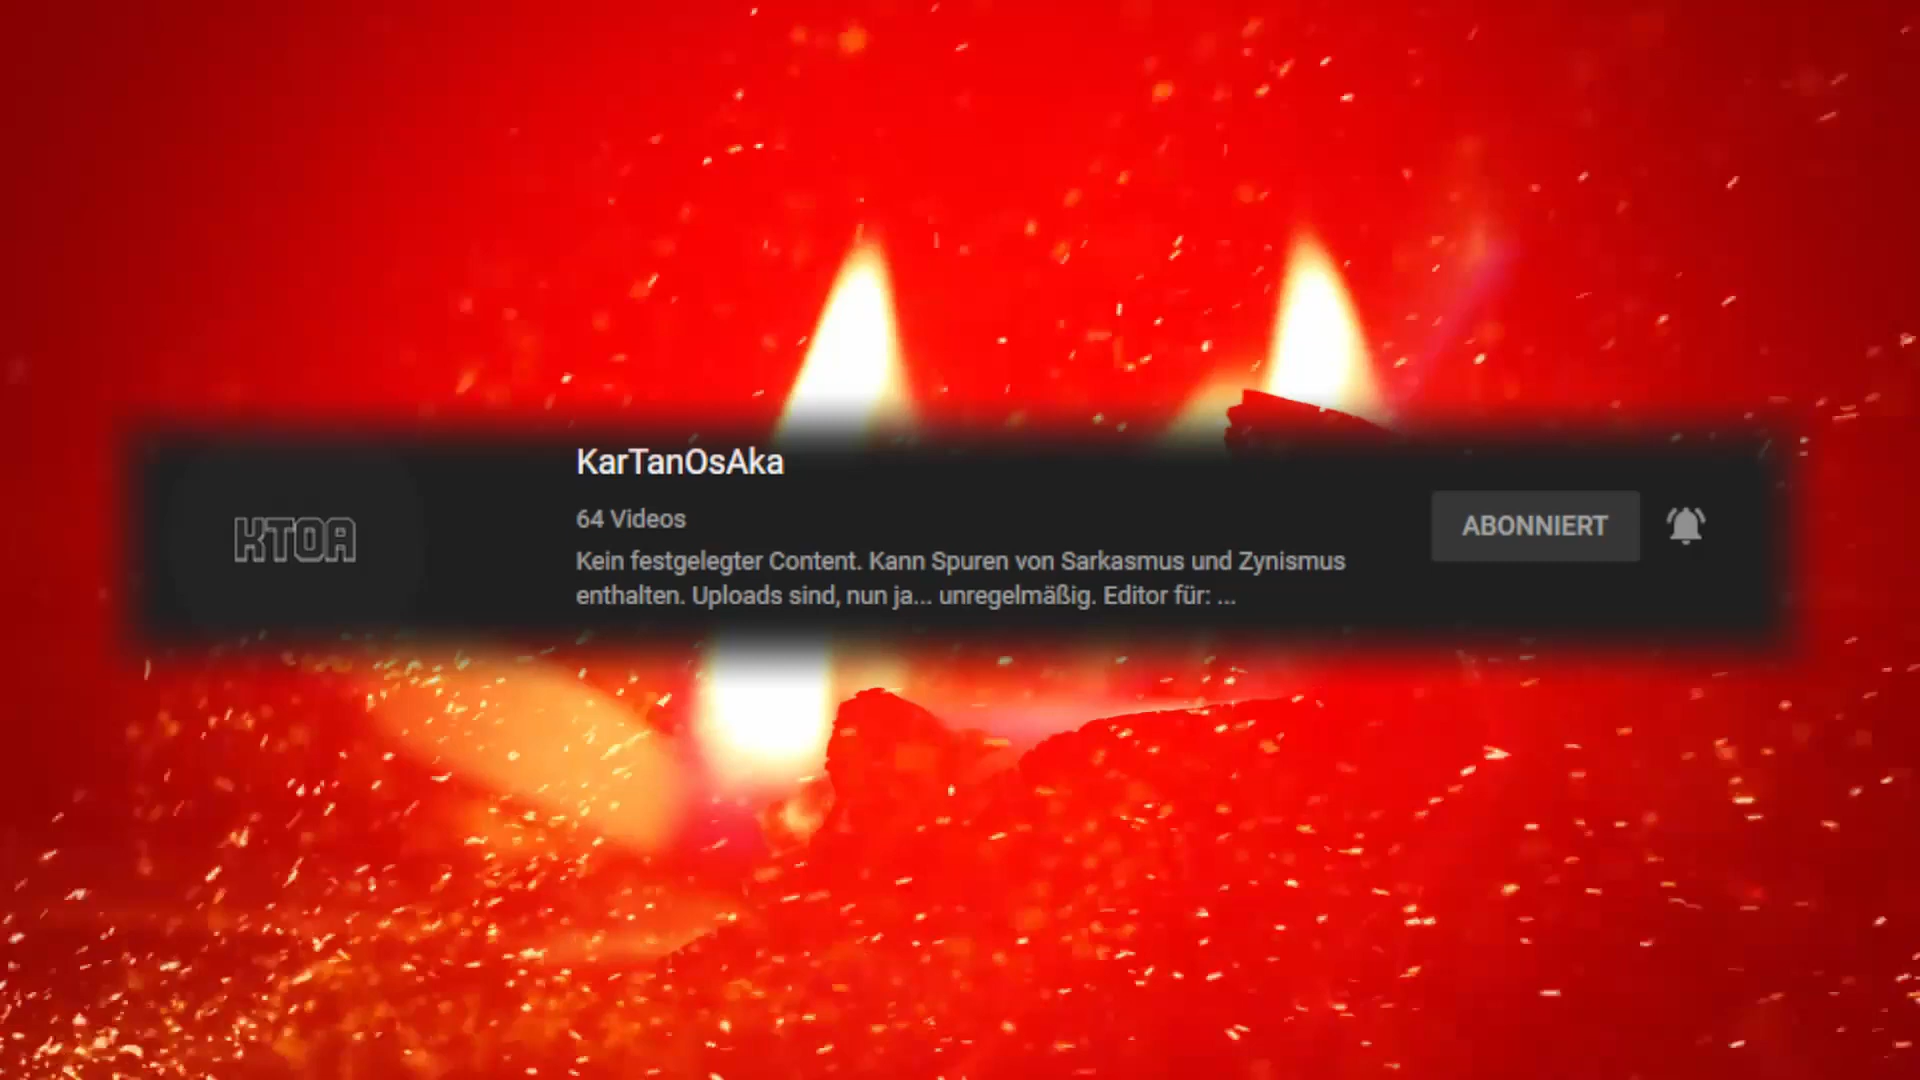 KTOA
KarTanOsAka
64 Videos
Kein festgelegter Content. Kann Spuren von Sarkasmus und Zynismus
enthalten. Uploads sind, nun ja... unregelmäßig. Editor für: ...
ABONNIERT